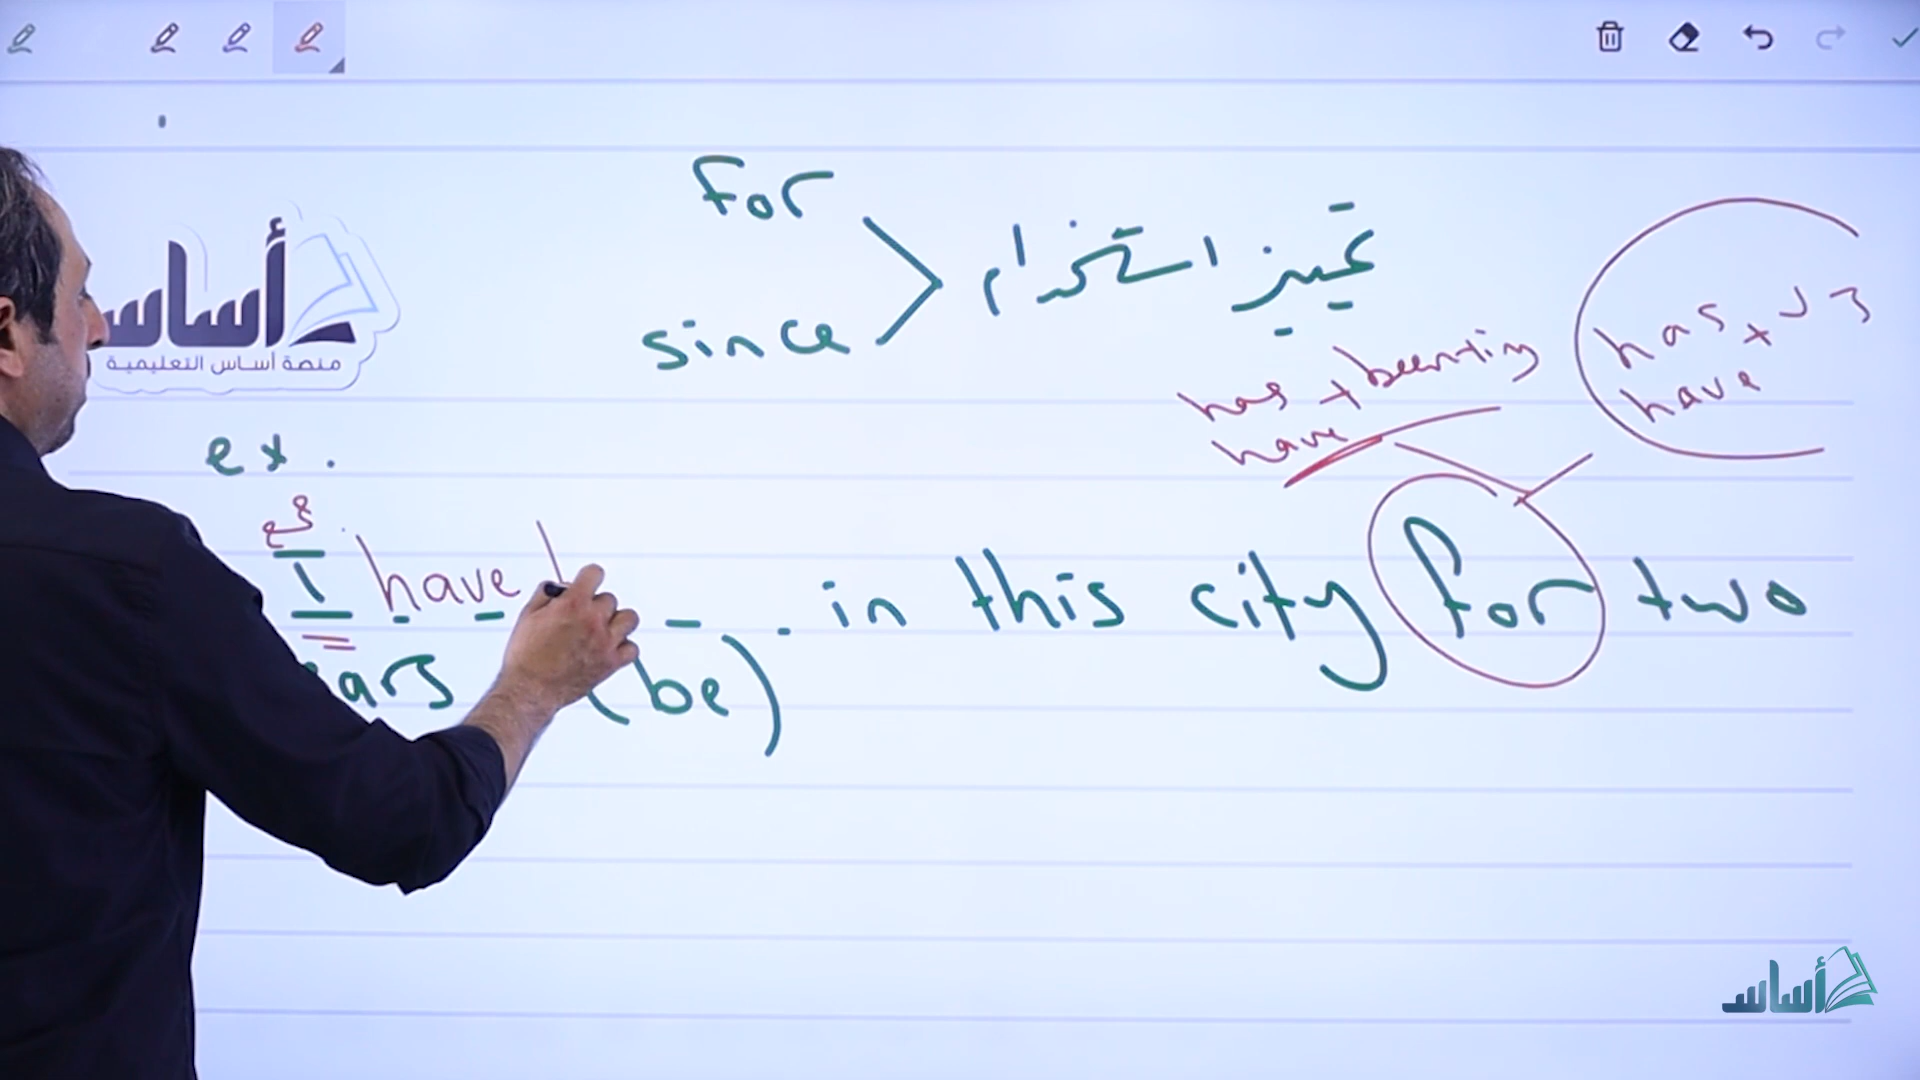 أساس
منصة أساس التعليمية
for
since
تمييز استخدام
has + been + ing
have
has + v3
have
ex.
I have b in this city for two
ears (be)
أساس